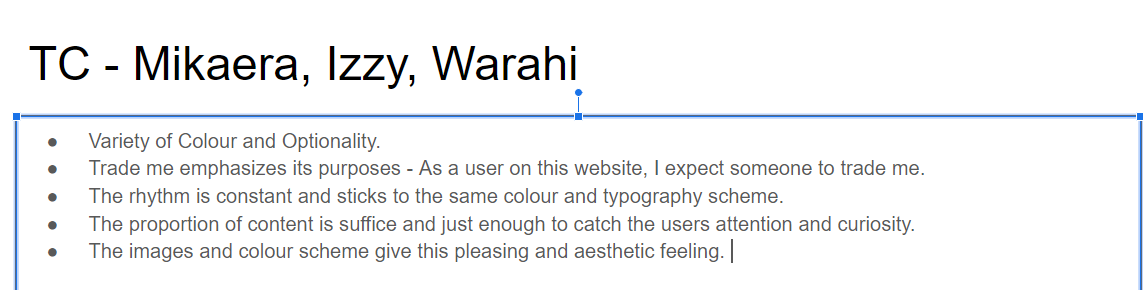 TC - Mikaera, Izzy, Warahi
● Variety of Colour and Optionality.
● Trade me emphasizes its purposes - As a user on this website, I expect someone to trade me.
● The rhythm is constant and sticks to the same colour and typography scheme.
● The proportion of content is suffice and just enough to catch the users attention and curiosity.
● The images and colour scheme give this pleasing and aesthetic feeling.